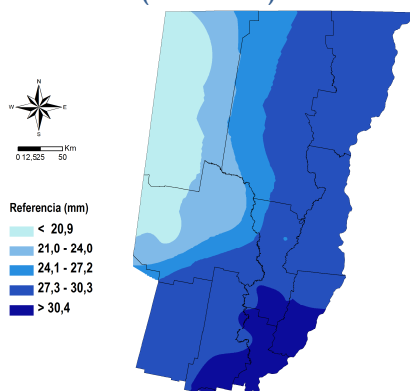 N
W E
S
Km
0 12,525 50
Referencia (mm)
< 20,9
21,0 - 24,0
24,1 - 27,2
27,3 - 30,3
> 30,4